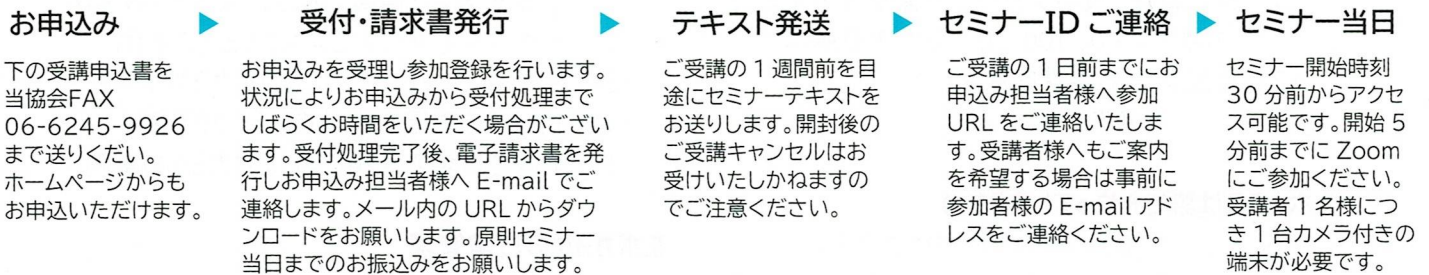 お申込み
下の受講申込書を
当協会FAX
06-6245-9926
まで送りくだい。
ホームページからも
お申込いただけます。
受付・請求書発行
お申込みを受理し参加登録を行います。
状況によりお申込みから受付処理まで
しばらくお時間をいただく場合がござい
ます。受付処理完了後、電子請求書を発
行しお申込み担当者様へ E-mail でご
連絡します。メール内の URL からダウ
ンロードをお願いします。原則セミナー
当日までのお振込みをお願いします。
テキスト発送
ご受講の 1 週間前を目
途にセミナーテキストを
お送りします。開封後の
ご受講キャンセルはお
受けいたしかねますの
でご注意ください。
セミナーID ご連絡
ご受講の 1 日前までにお
申込み担当者様へ参加
URL をご連絡いたしま
す。受講者様へもご案内
を希望する場合は事前に
参加者様の E-mail アド
レスをご連絡ください。
セミナー当日
セミナー開始時刻
30 分前からアクセ
ス可能です。開始 5
分前までに Zoom
にご参加ください。
受講者 1 名様につ
き 1 台カメラ付きの
端末が必要です。